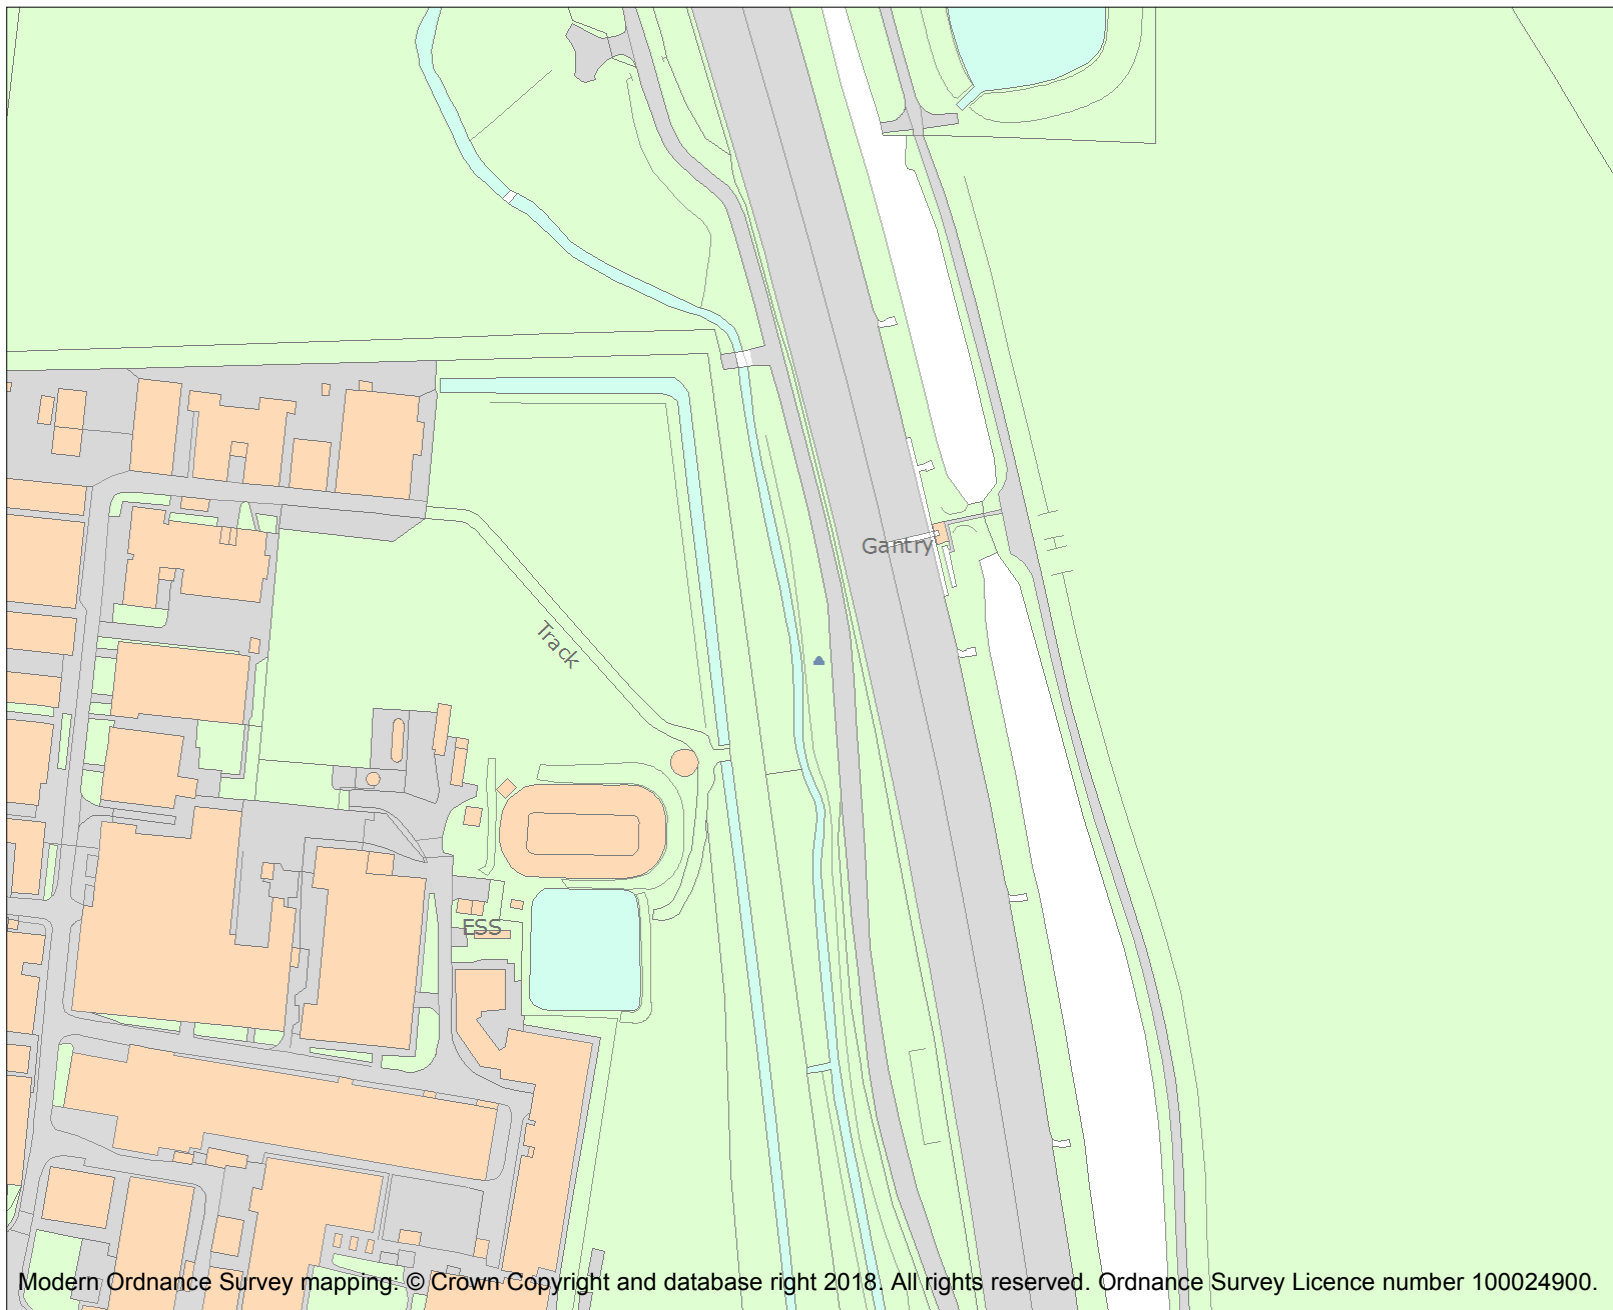 Gantry
Track
ESS
Modern Ordnance Survey mapping: © Crown Copyright and database right 2018. All rights reserved. Ordnance Survey Licence number 100024900.